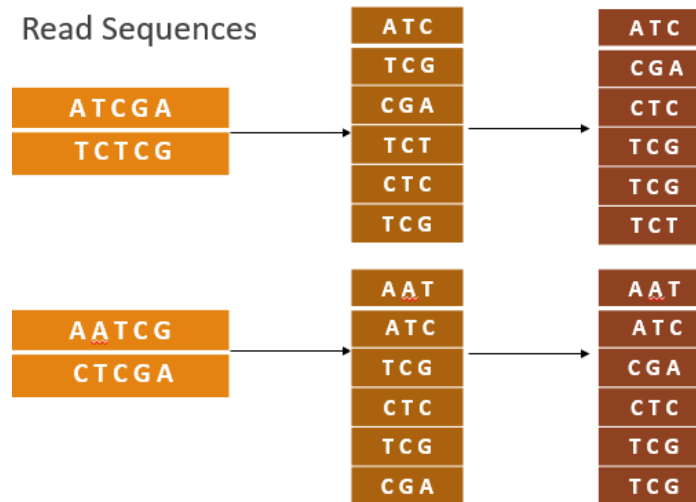 Read Sequences
ATCGA
TCTCG
ATC
TCG
CGA
TCT
CTC
TCG
ATC
CGA
CTC
TCG
TCG
TCT
AATCG
CTCGA
AAT
ATC
TCG
CTC
TCG
CGA
AAT
ATC
CGA
CTC
TCG
TCG